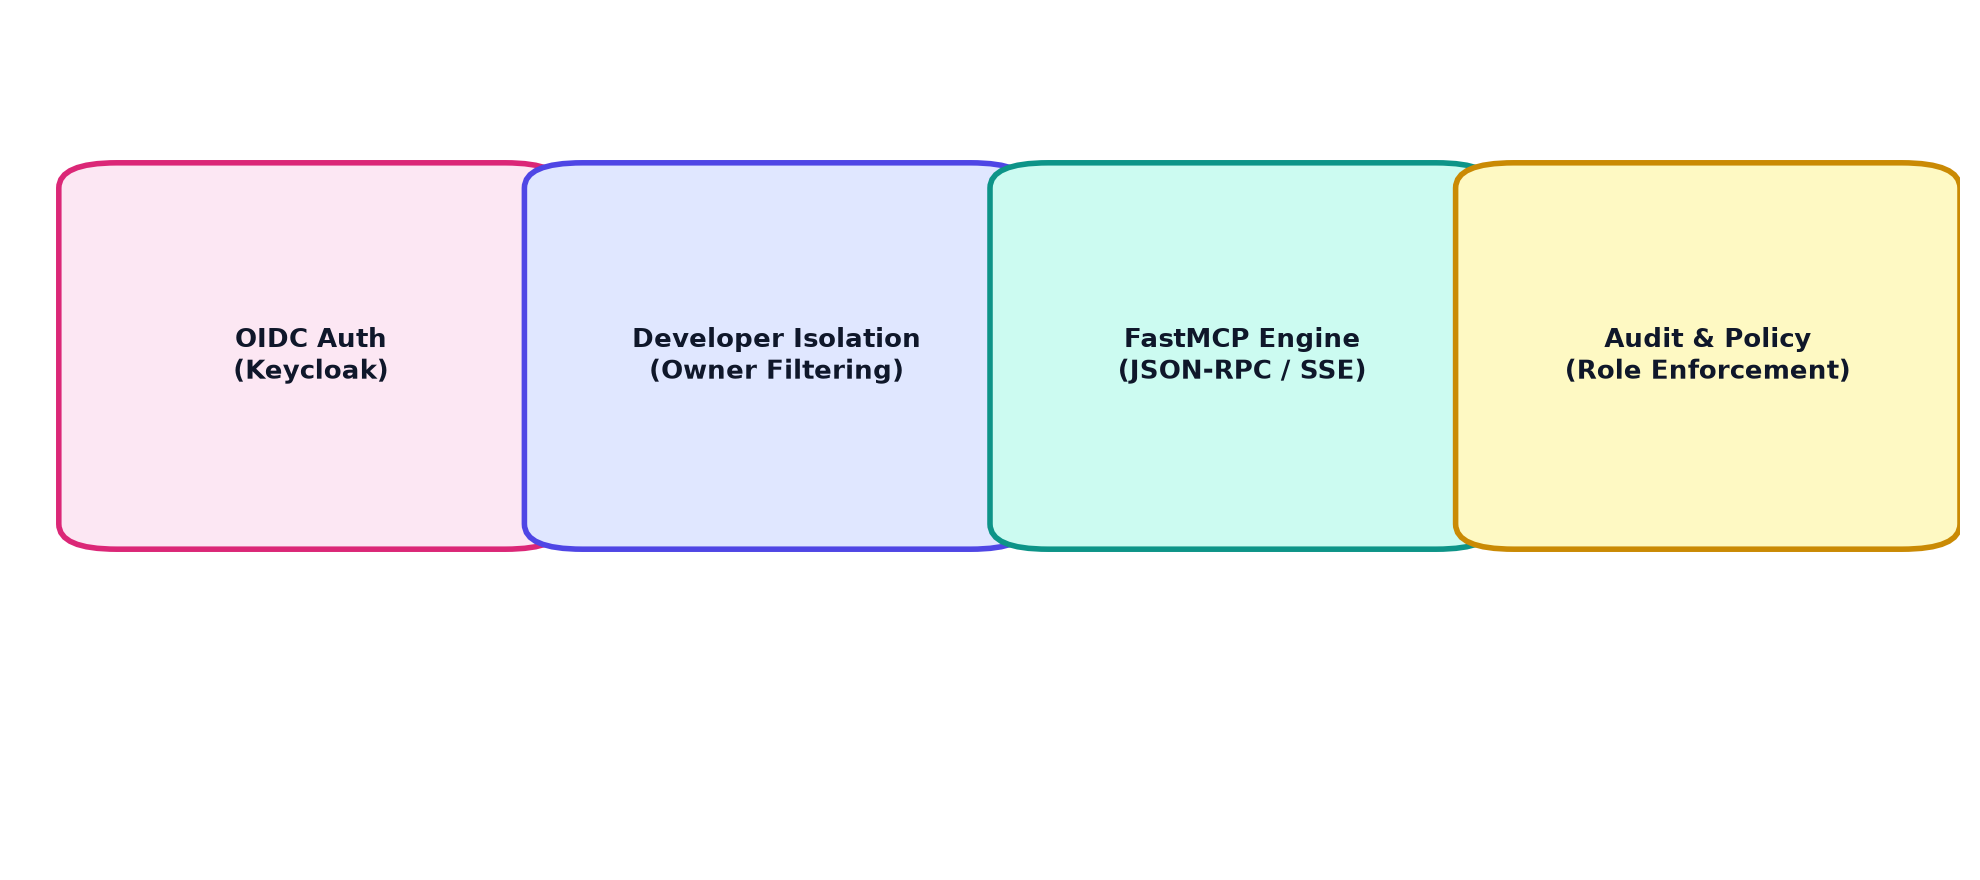 OIDC Auth
(Keycloak)
Developer Isolation
(Owner Filtering)
FastMCP Engine
(JSON-RPC / SSE)
Audit & Policy
(Role Enforcement)